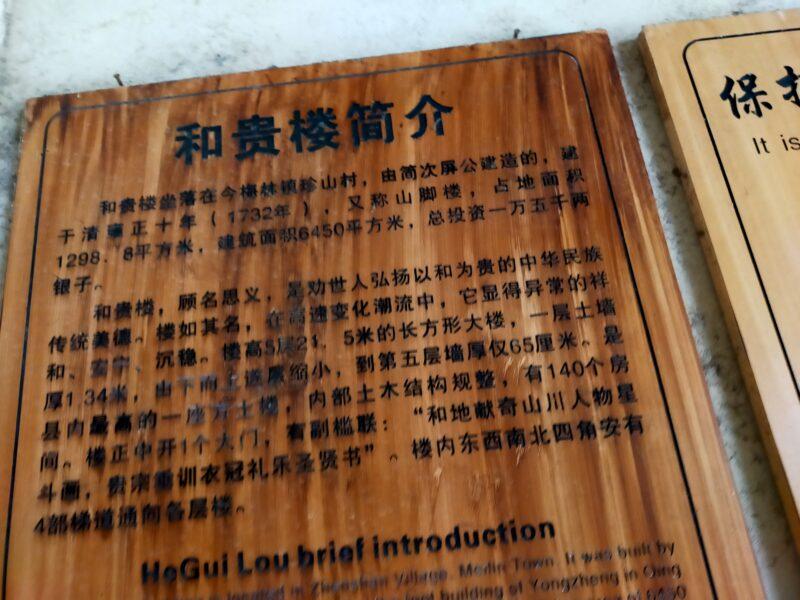 和贵楼简介
和贵楼坐落在今梅林镇珍山村，由简次屏公建造的，建
于清雍正十年（1732年），又称山脚楼，占地面积
1298．8平方米，建筑面积6450平方米，总投资一万五千两
银子。
和贵楼，顾名思义，是劝世人弘扬以和为贵的中华民族
传统美德。楼如其名，在高速变化潮流中，它显得异常的祥
和、安宁、沉稳。楼高5层21．5米的长方形大楼，一层土墙
厚1.34米，由下而上逐层缩小，到第五层墙厚仅65厘米。是
县内最高的一座方土楼，内部土木结构规整，有140个房
间。楼正中开1个大门，有副槛联：“和地献奇山川人物星
斗画，贵宗垂训衣冠礼乐圣贤书”。楼内东西南北四角安有
4部梯道通向各层楼。
HeGui Lou brief introduction
located in Zhenshan Village, Meilin Town. It was built by
building of Yongzheng in Qing
of 6450
保护
It is